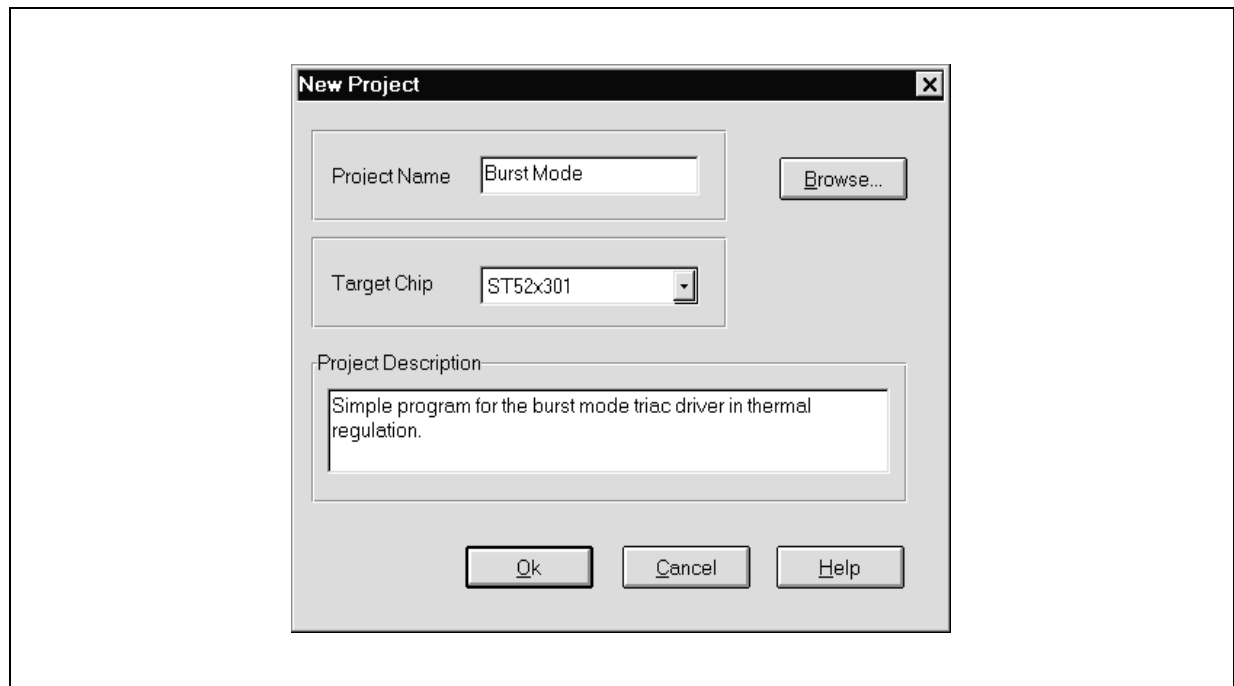 New Project
Project Name
Burst Mode
Browse...
Target Chip
ST52x301
Project Description
Simple program for the burst mode triac driver in thermal
regulation.
Ok
Cancel
Help